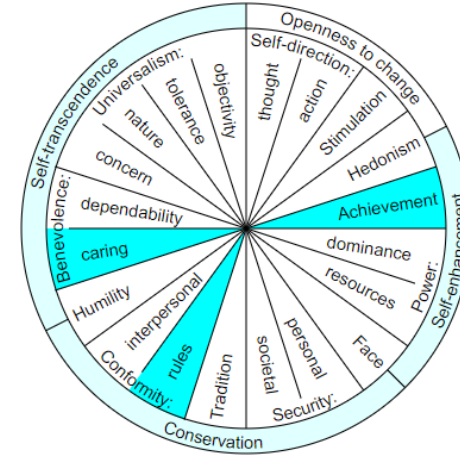 Openness to change
Self-direction:
thought
action
Stimulation
Hedonism
Achievement
Self-enhancement
Power:
dominance
resources
Face
Security:
personal
societal
Conservation
Tradition
Conformity:
rules
interpersonal
Humility
Self-transcendence
Benevolence:
caring
dependability
Universalism:
concern
nature
tolerance
objectivity